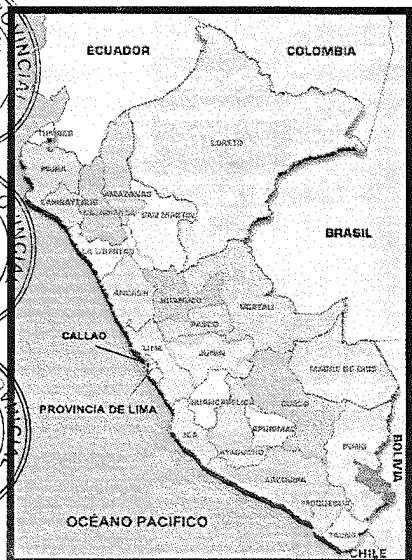 ECUADOR
COLOMBIA
TUMBES
LORETO
PIURA
AMAZONAS
LAMBAYEQUE
CAJAMARCA
SAN MARTIN
BRASIL
LA LIBERTAD
ANCASH
HUANUCO
UCAYALI
PASCO
CALLAO
LIMA
JUNIN
MADRE DE DIOS
PROVINCIA DE LIMA
HUANCAVELICA
CUSCO
ICA
APURIMAC
AYACUCHO
PUNO
BOLIVIA
AREQUIPA
MOQUEGUA
OCÉANO PACIFICO
TACNA
CHILE